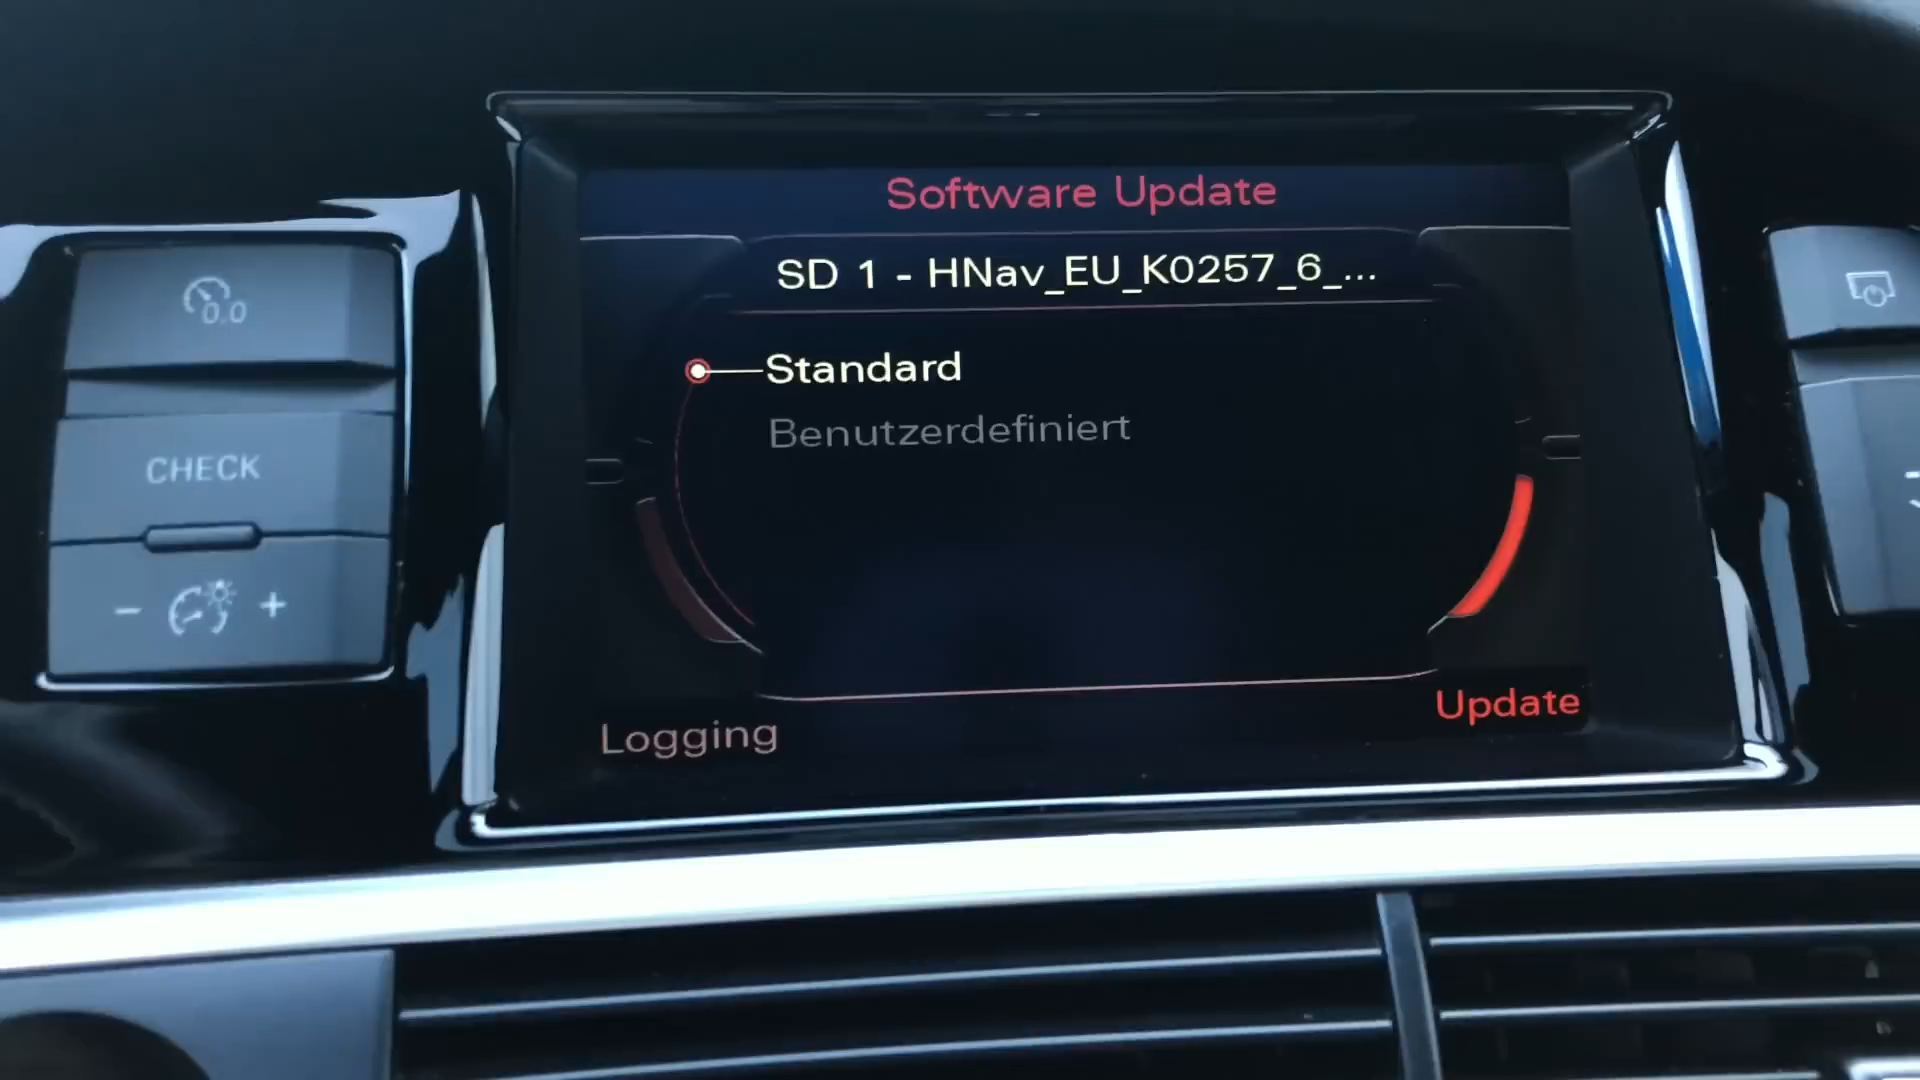 Software Update
SD 1 - HNav_EU_K0257_6_...
Standard
Benutzerdefiniert
Logging
Update
0.0
CHECK
- +